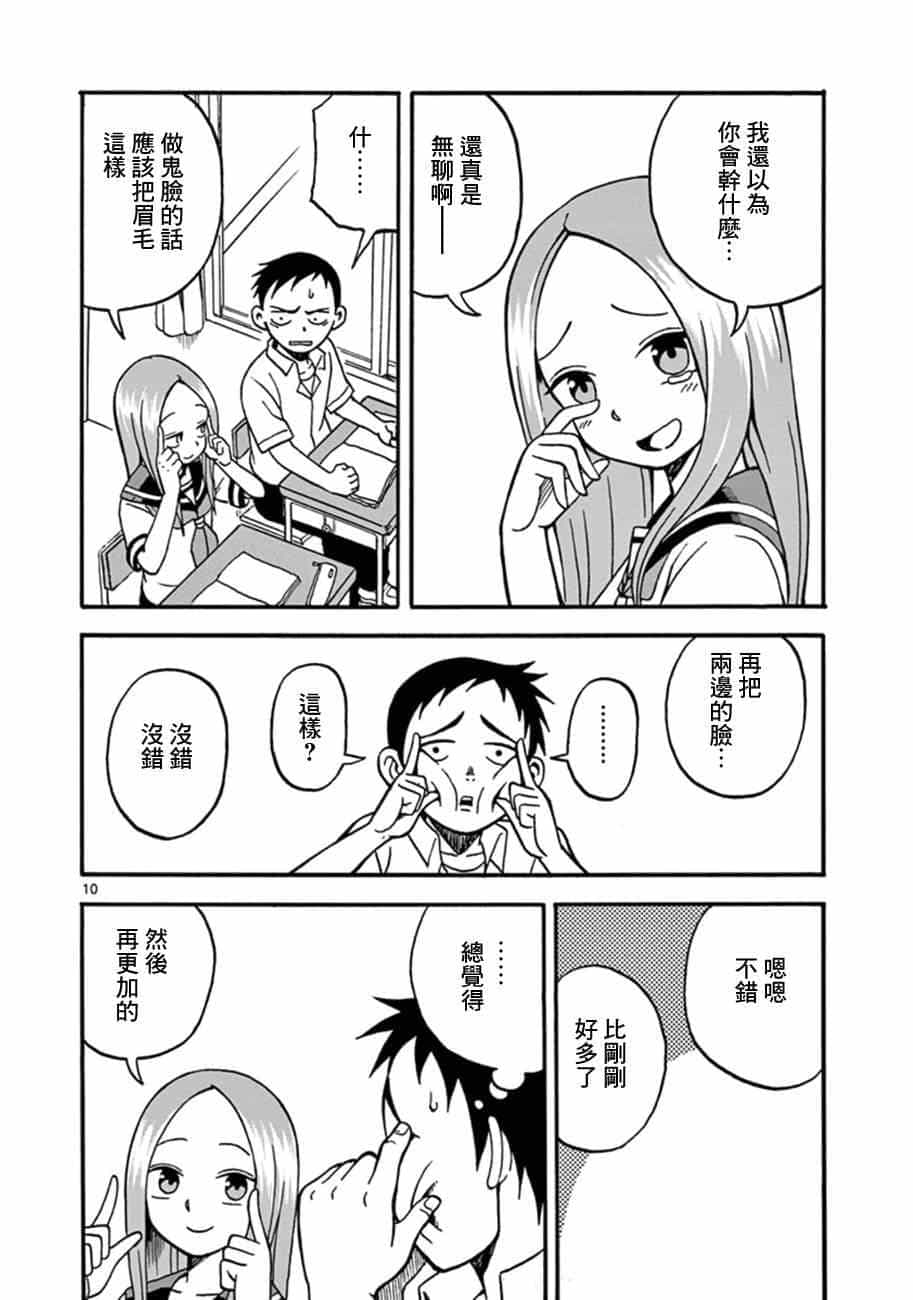 我還以為
你會幹什麼…
還真是
無聊啊——
什……
做鬼臉的話
應該把眉毛
這樣
再把
兩邊的臉…
……
這樣？
沒錯
沒錯
10
嗯嗯
不錯
比剛剛
好多了
……
總覺得
然後
再更加的